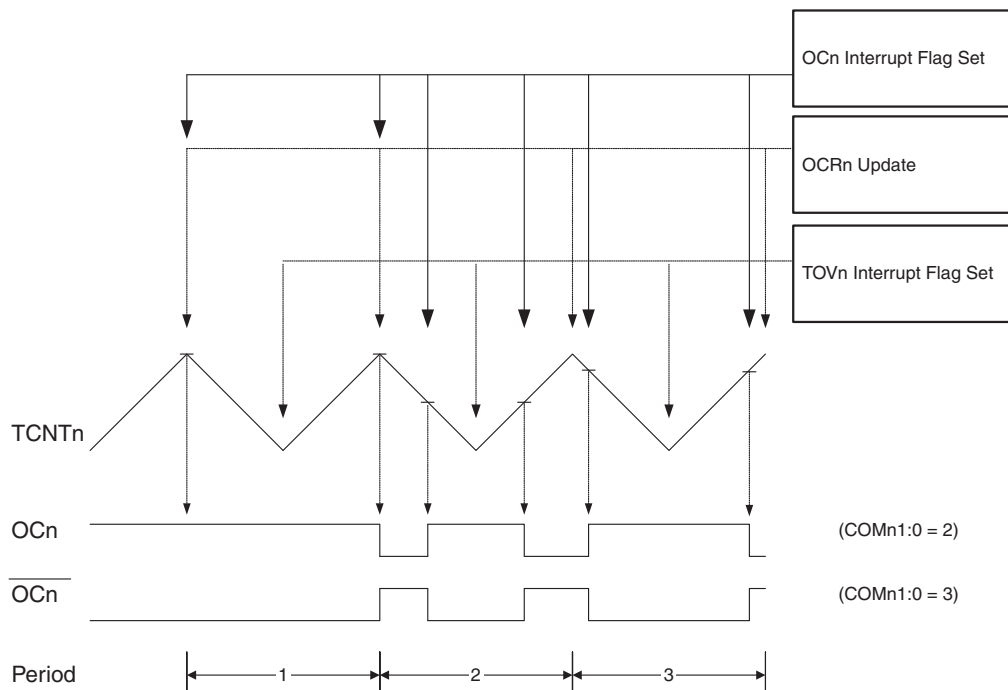 OCn Interrupt Flag Set
OCRn Update
TOVn Interrupt Flag Set
TCNTn
OCn
(COMn1:0 = 2)
OCn
(COMn1:0 = 3)
Period
1
2
3